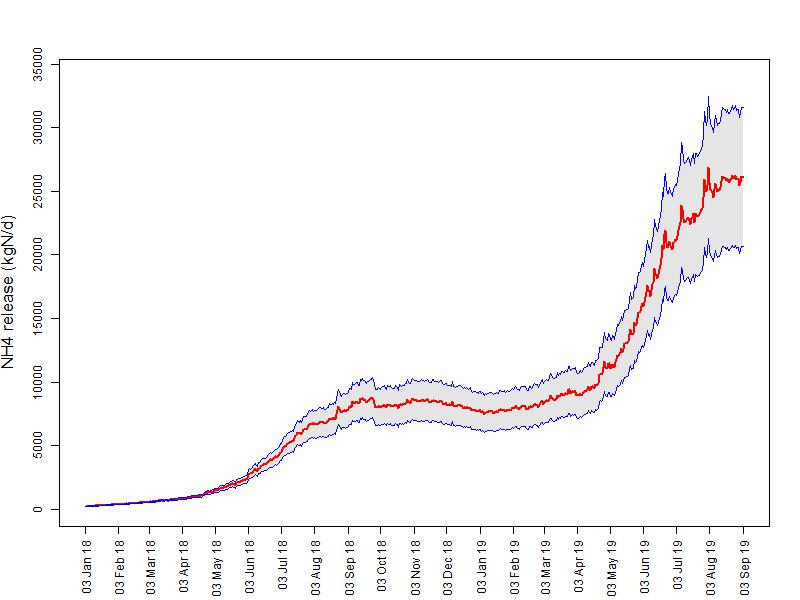 NH4 release (kgN/d)
35000
30000
25000
20000
15000
10000
5000
0
03 Jan 18
03 Feb 18
03 Mar 18
03 Apr 18
03 May 18
03 Jun 18
03 Jul 18
03 Aug 18
03 Sep 18
03 Oct 18
03 Nov 18
03 Dec 18
03 Jan 19
03 Feb 19
03 Mar 19
03 Apr 19
03 May 19
03 Jun 19
03 Jul 19
03 Aug 19
03 Sep 19